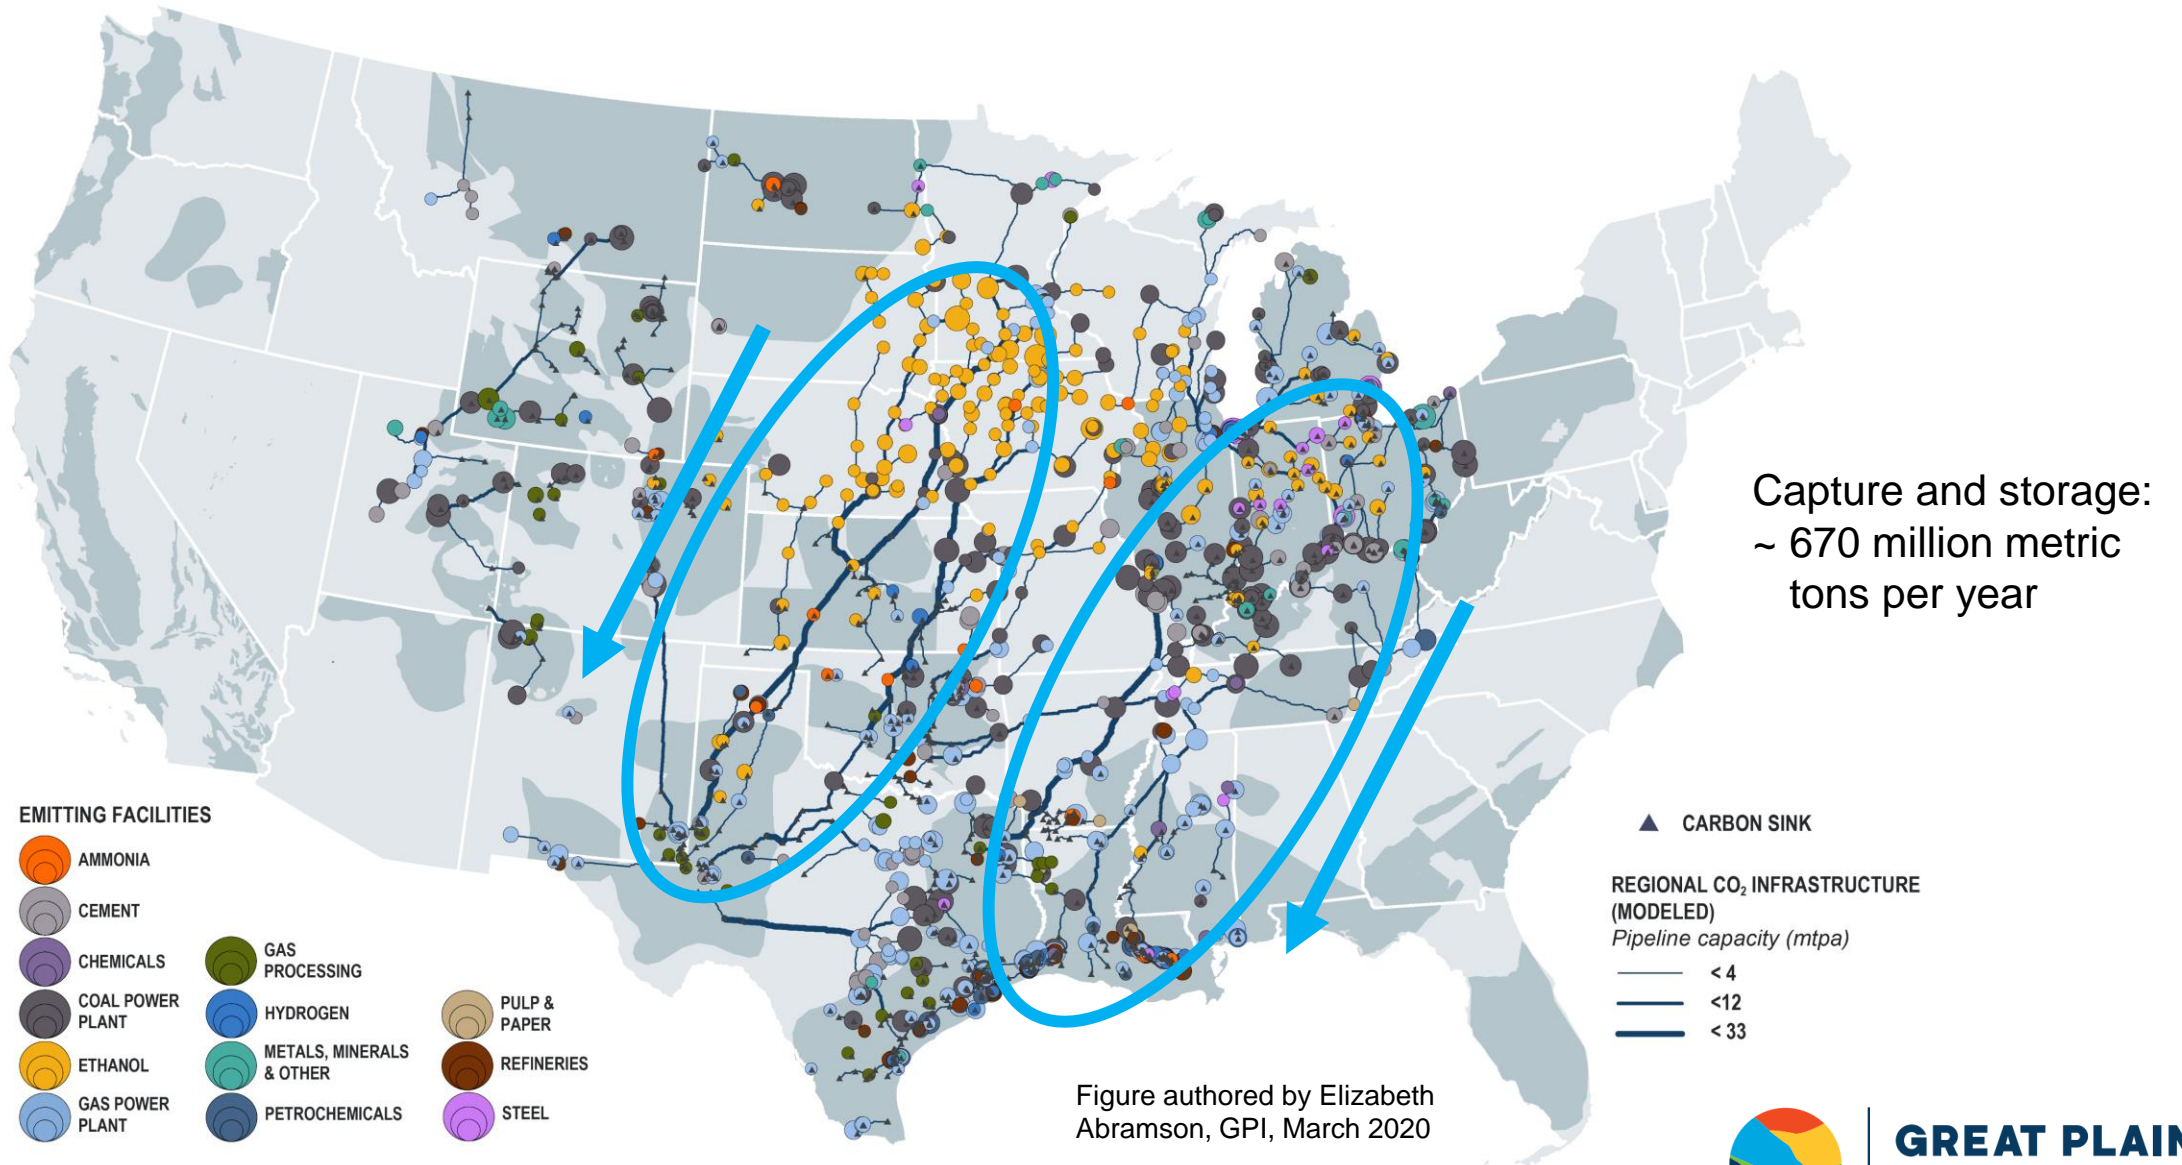 Capture and storage:
~ 670 million metric
tons per year
EMITTING FACILITIES
AMMONIA
CEMENT
CHEMICALS
COAL POWER
PLANT
ETHANOL
GAS POWER
PLANT
GAS
PROCESSING
HYDROGEN
METALS, MINERALS
& OTHER
PETROCHEMICALS
PULP &
PAPER
REFINERIES
STEEL
CARBON SINK
REGIONAL CO₂ INFRASTRUCTURE
(MODELED)
Pipeline capacity (mtpa)
< 4
<12
< 33
Figure authored by Elizabeth
Abramson, GPI, March 2020
GREAT PLAIN